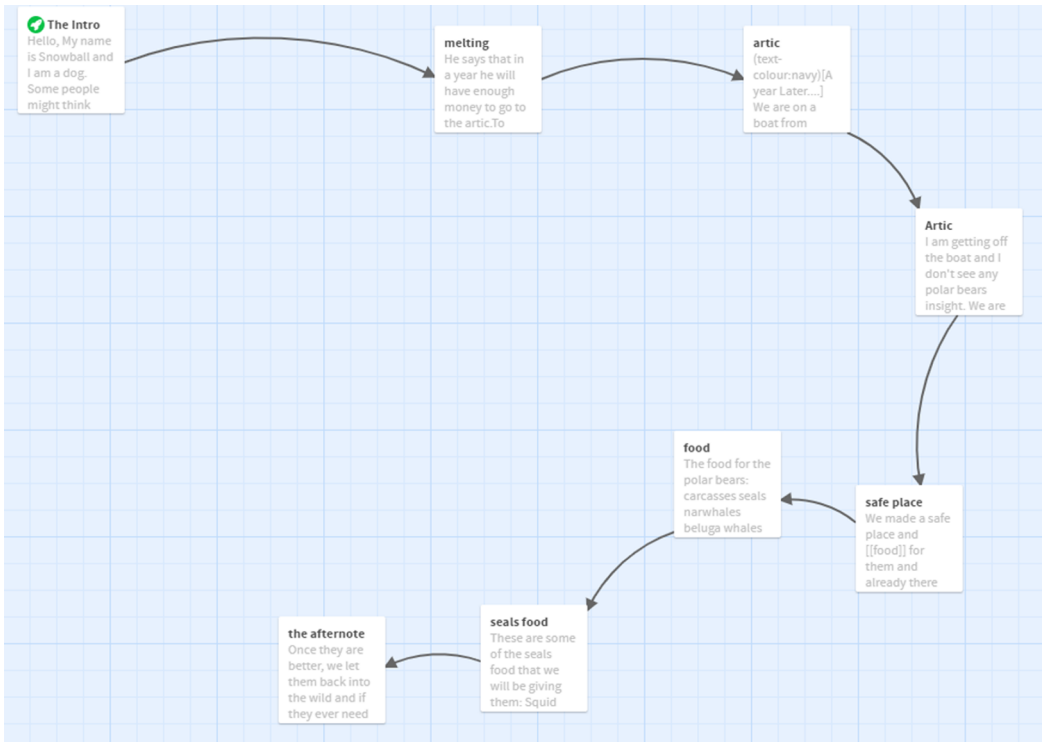 The Intro
Hello, My name
is Snowball and
I am a dog.
Some people
might think
melting
He says that in
a year he will
have enough
money to go to
the artic.To
artic
(text-
colour:navy)[A
year Later....]
We are on a
boat from
Artic
I am getting off
the boat and I
don't see any
polar bears
insight. We are
safe place
We made a safe
place and
[[food]] for
them and
already there
food
The food for the
polar bears:
carcasses seals
narwhales
beluga whales
seals food
These are some
of the seals
food that we
will be giving
them: Squid
the afternote
Once they are
better, we let
them back into
the wild and if
they ever need